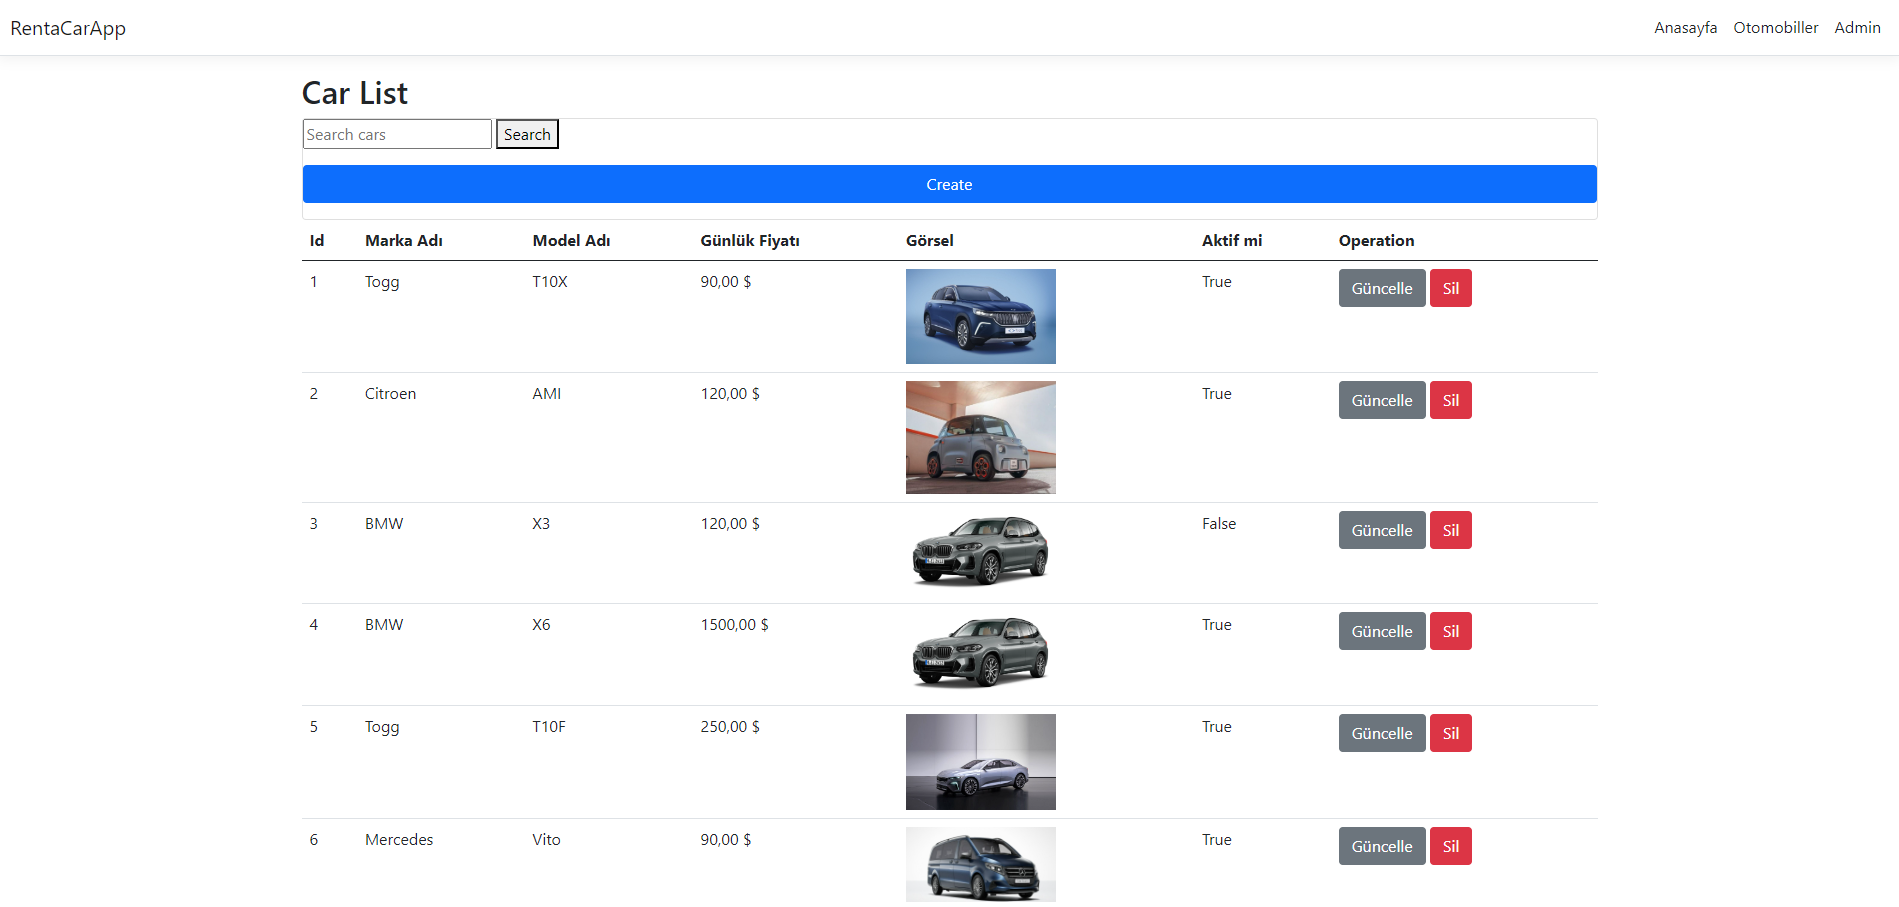 RentaCarApp Anasayfa Otomobiller Admin
Car List
Search cars Search
Create
Id Marka Adı Model Adı Günlük Fiyatı Görsel Aktif mi Operation
1 Togg T10X 90,00 $ True Güncelle Sil
2 Citroen AMI 120,00 $ True Güncelle Sil
3 BMW X3 120,00 $ False Güncelle Sil
4 BMW X6 1500,00 $ True Güncelle Sil
5 Togg T10F 250,00 $ True Güncelle Sil
6 Mercedes Vito 90,00 $ True Güncelle Sil